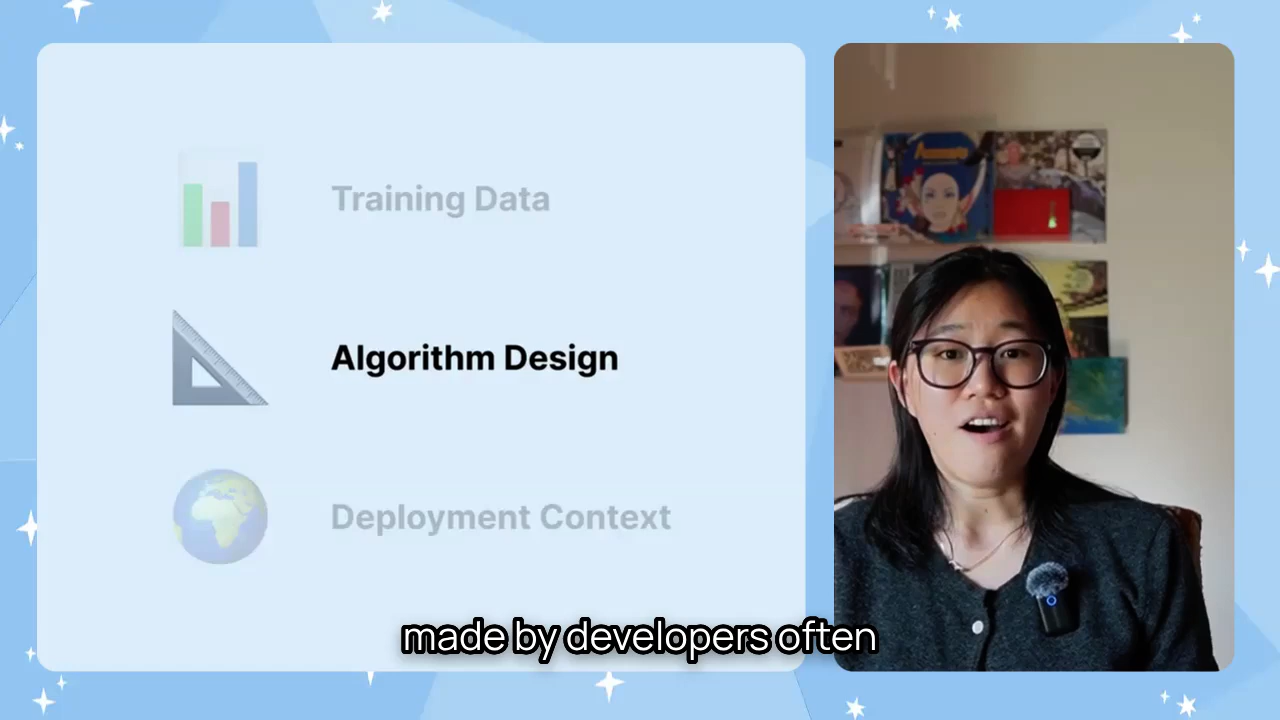 Training Data
Algorithm Design
Deployment Context
made by developers often